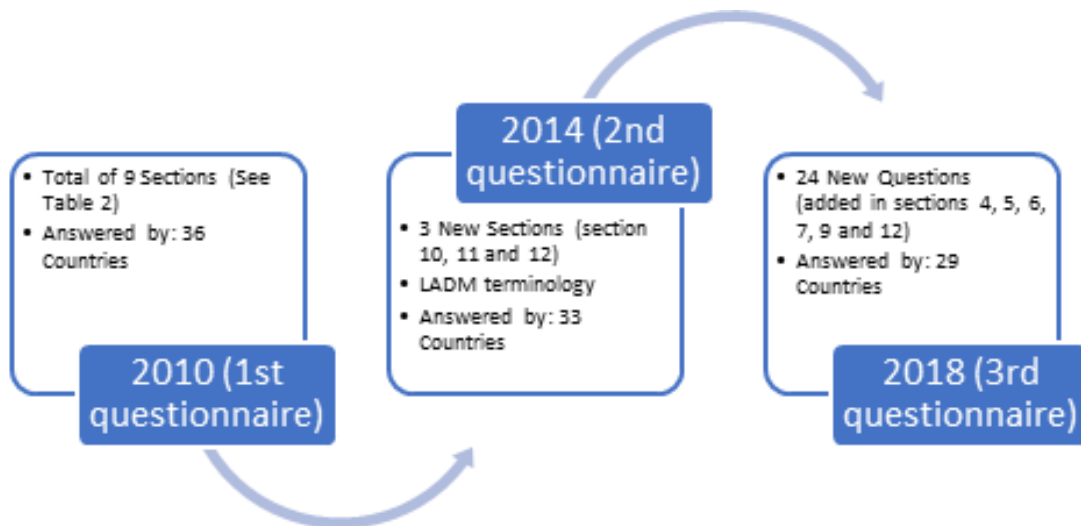 • Total of 9 Sections (See
Table 2)
• Answered by: 36
Countries
2010 (1st
questionnaire)
2014 (2nd
questionnaire)
• 3 New Sections (section
10, 11 and 12)
• LADM terminology
• Answered by: 33
Countries
• 24 New Questions
(added in sections 4, 5, 6,
7, 9 and 12)
• Answered by: 29
Countries
2018 (3rd
questionnaire)